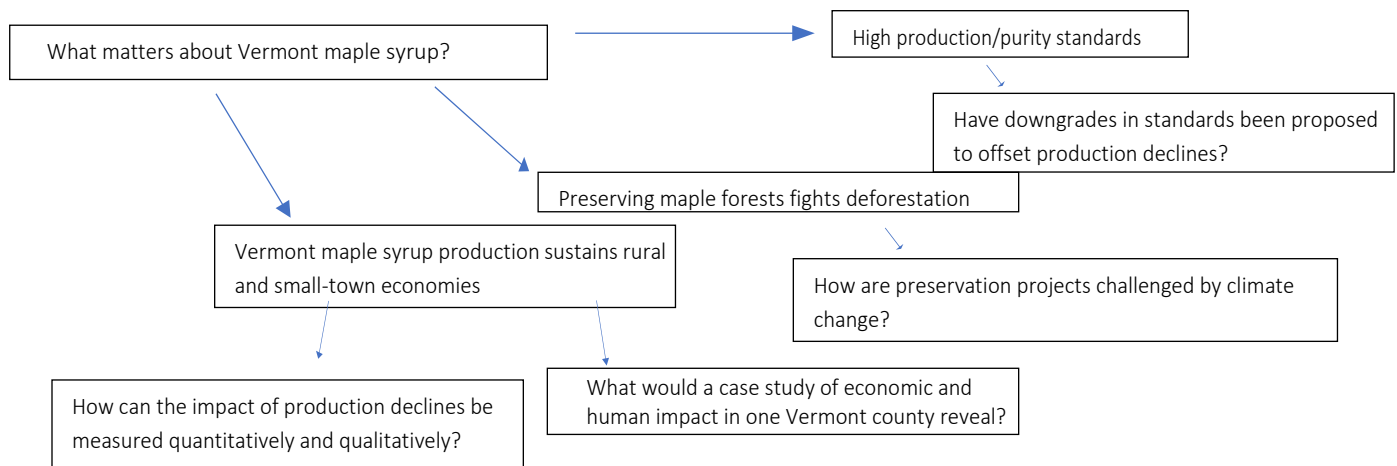 What matters about Vermont maple syrup?
High production/purity standards
Have downgrades in standards been proposed
to offset production declines?
Preserving maple forests fights deforestation
Vermont maple syrup production sustains rural
and small-town economies
How are preservation projects challenged by climate
change?
How can the impact of production declines be
measured quantitatively and qualitatively?
What would a case study of economic and
human impact in one Vermont county reveal?